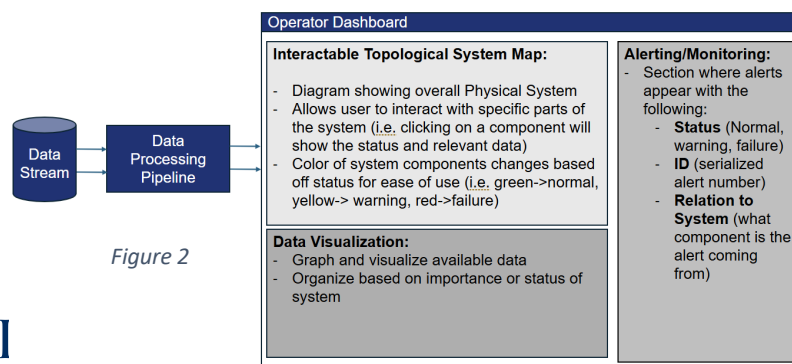 Operator Dashboard
Interactable Topological System Map:
- Diagram showing overall Physical System
- Allows user to interact with specific parts of
the system (i.e. clicking on a component will
show the status and relevant data)
- Color of system components changes based
off status for ease of use (i.e. green->normal,
yellow-> warning, red->failure)
Alerting/Monitoring:
- Section where alerts
appear with the
following:
- Status (Normal,
warning, failure)
- ID (serialized
alert number)
- Relation to
System (what
component is the
alert coming
from)
Data
Stream
Data
Processing
Pipeline
Figure 2
Data Visualization:
- Graph and visualize available data
- Organize based on importance or status of
system